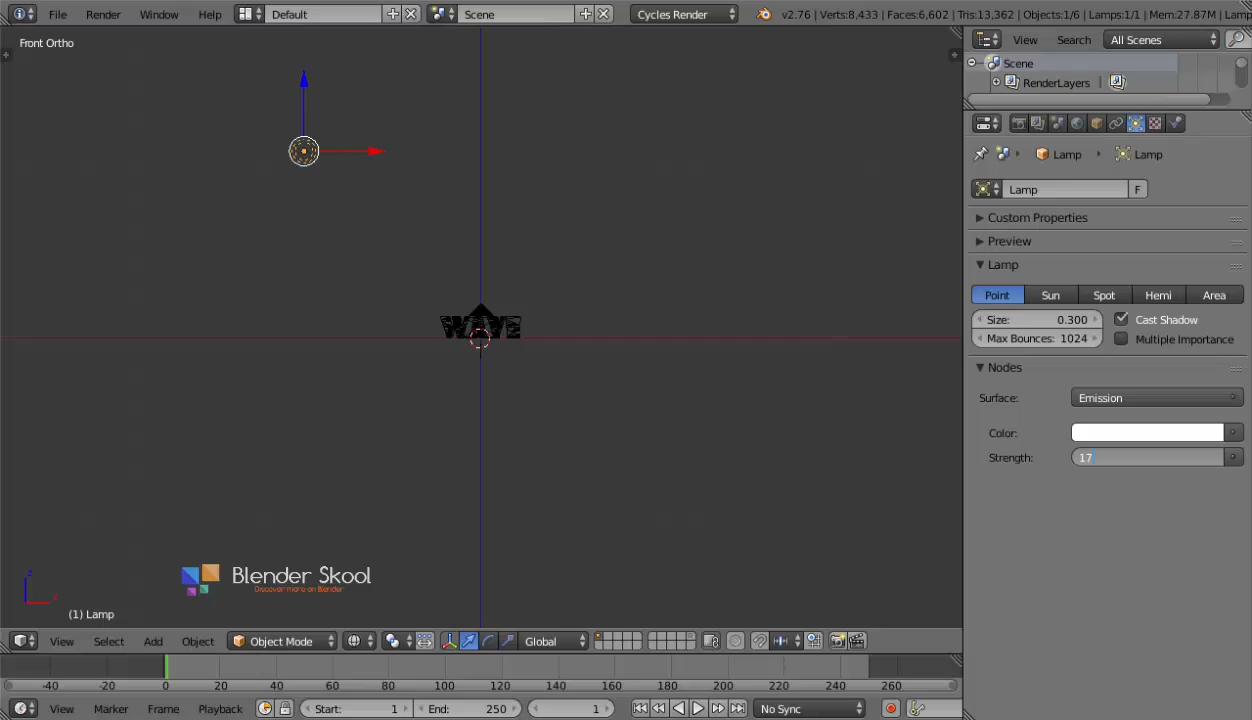 File Render Window Help Default Scene Cycles Render v2.76 | Verts:8,433 | Faces:6,602 | Tris:13,362 | Objects:1/6 | Lamps:1/1 | Mem:27.87M | Lamp
Front Ortho
View Search All Scenes
Scene
RenderLayers |
Lamp Lamp
Lamp F
Custom Properties
Preview
Lamp
Point Sun Spot Hemi Area
Size: 0.300 Cast Shadow
Max Bounces: 1024 Multiple Importance
Nodes
Surface: Emission
Color:
Strength: 17
WAVE
Blender Skool
Discover more on Blender
z
x
(1) Lamp
View Select Add Object Object Mode Global
-40 -20 0 20 40 60 80 100 120 140 160 180 200 220 240 260
View Marker Frame Playback Start: 1 End: 250 1 No Sync